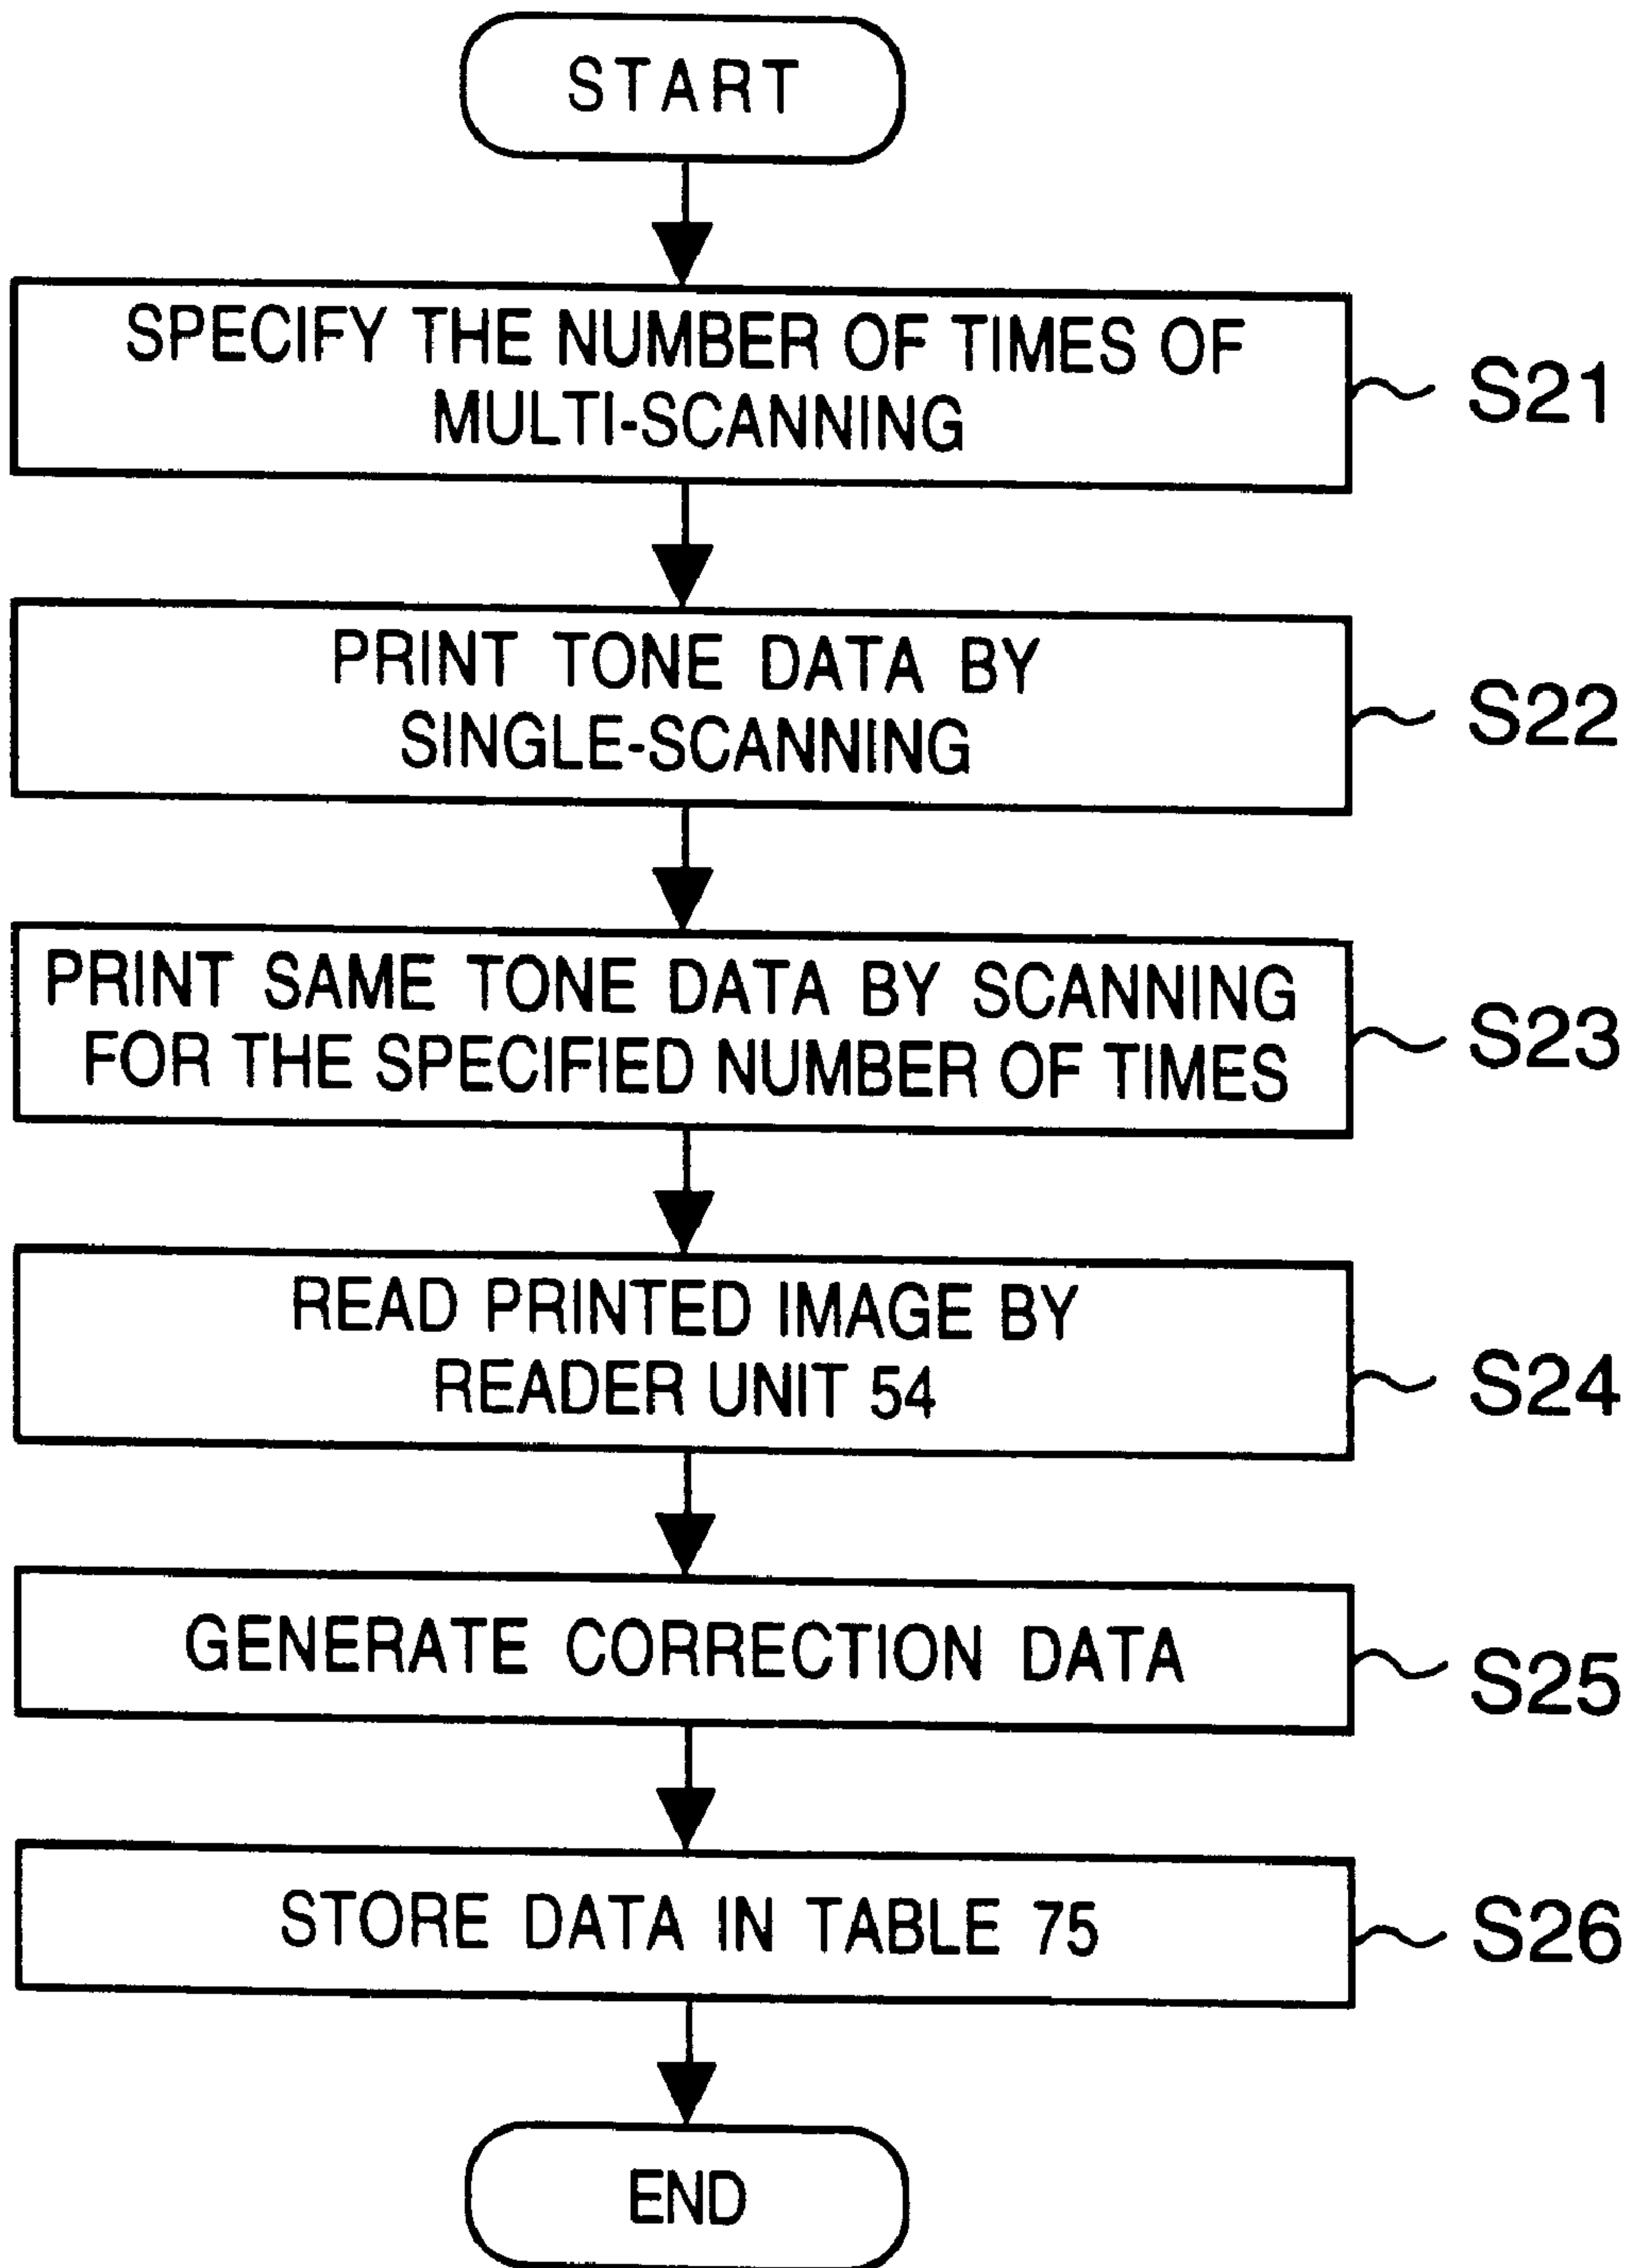 START
SPECIFY THE NUMBER OF TIMES OF
MULTI-SCANNING
S21
PRINT TONE DATA BY
SINGLE-SCANNING
S22
PRINT SAME TONE DATA BY SCANNING
FOR THE SPECIFIED NUMBER OF TIMES
S23
READ PRINTED IMAGE BY
READER UNIT 54
S24
GENERATE CORRECTION DATA
S25
STORE DATA IN TABLE 75
S26
END